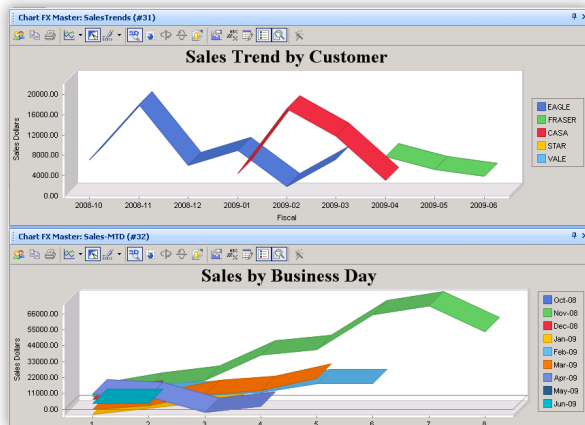 Chart FX Master: SalesTrends (#31)
Sales Trend by Customer
20000.00
16000.00
12000.00
8000.00
4000.00
0.00
Sales Dollars
2008-10 2008-11 2008-12 2009-01 2009-02 2009-03 2009-04 2009-05 2009-06
Fiscal
EAGLE
FRASER
CASA
STAR
VALE
Chart FX Master: Sales-MTD (#32)
Sales by Business Day
66000.00
55000.00
44000.00
33000.00
22000.00
11000.00
0.00
Sales Dollars
1 2 3 4 5 6 7 8
Oct-08
Nov-08
Dec-08
Jan-09
Feb-09
Mar-09
Apr-09
May-09
Jun-09